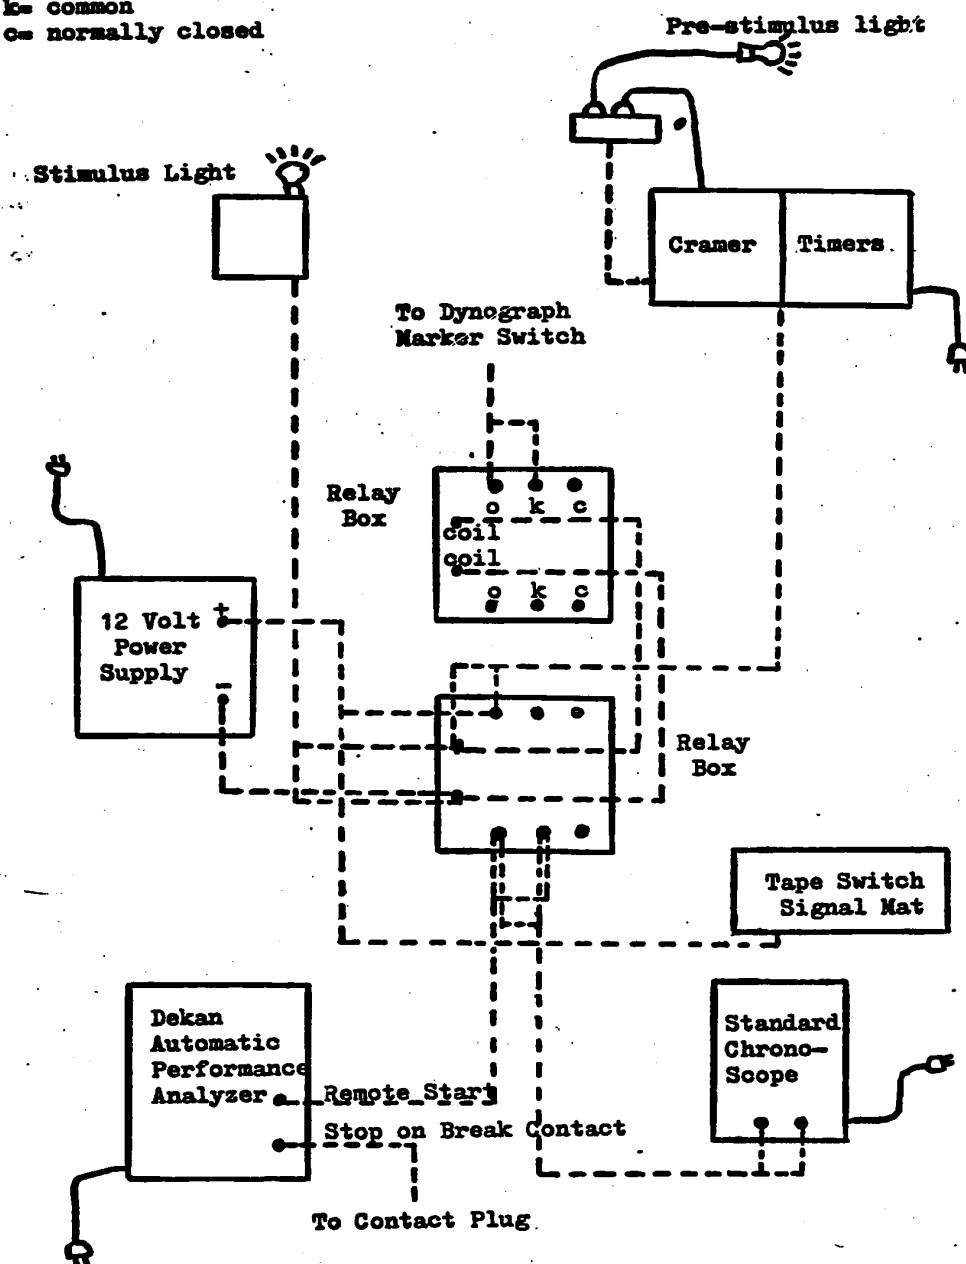 k= common
c= normally closed
Pre-stimulus light
Stimulus Light
Cramer Timers
To Dynograph
Marker Switch
Relay
Box
o k c
coil
coil
o k c
12 Volt +
Power
Supply
-
Relay
Box
Tape Switch
Signal Mat
Dekan
Automatic
Performance
Analyzer
Remote Start
Stop on Break Contact
To Contact Plug
Standard
Chrono-
Scope